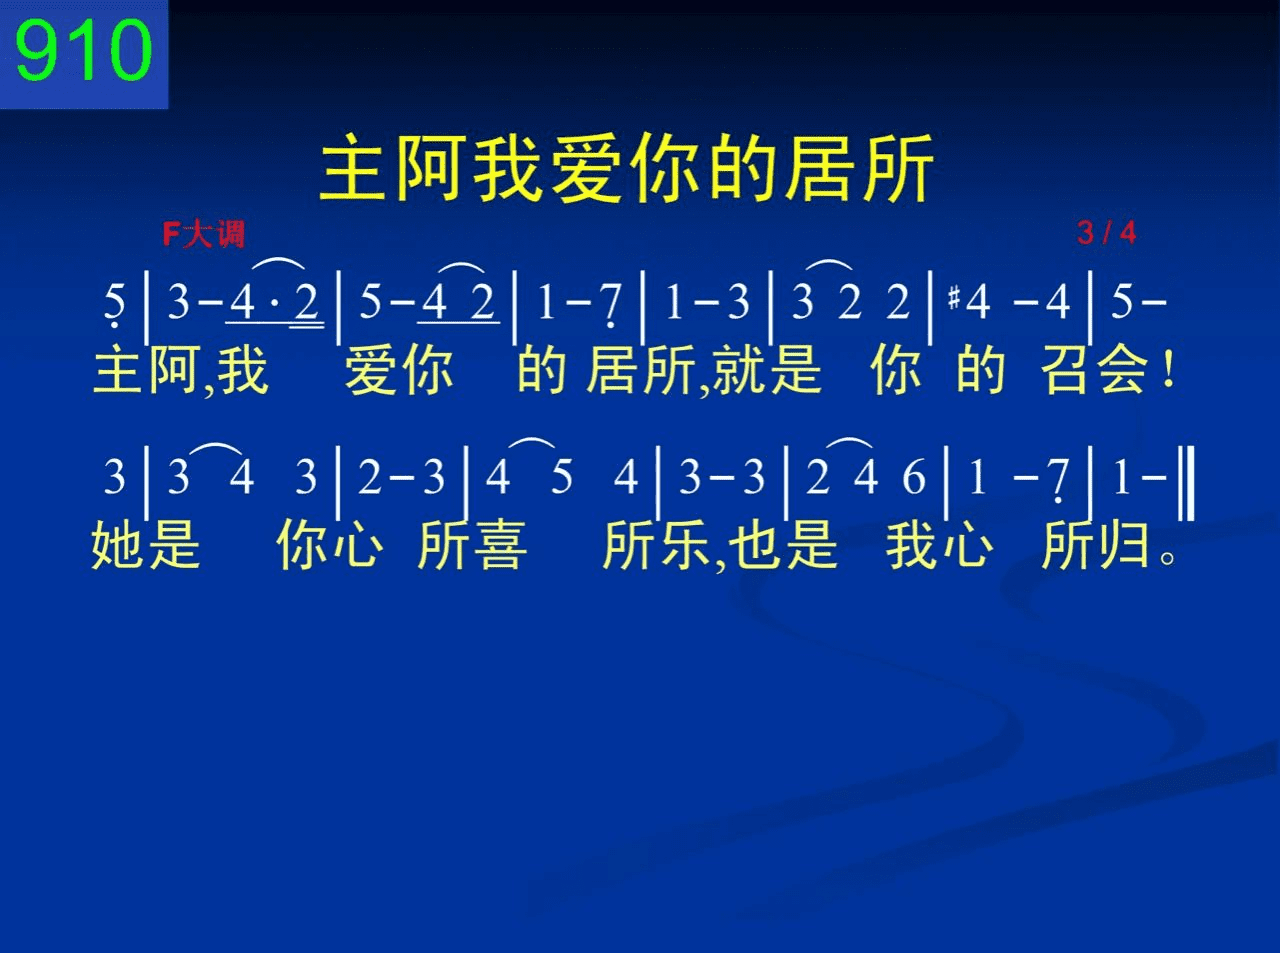 910
主阿我爱你的居所
F大调 3/4
5̣|3-4·2|5-4 2|1-7̣|1-3|3 2 2|#4-4|5-
主阿,我 爱你 的居所,就是 你 的 召会!
3|3 4 3|2-3|4 5 4|3-3|2 4 6|1-7̣|1-‖
她是 你心 所喜 所乐,也是 我心 所归。